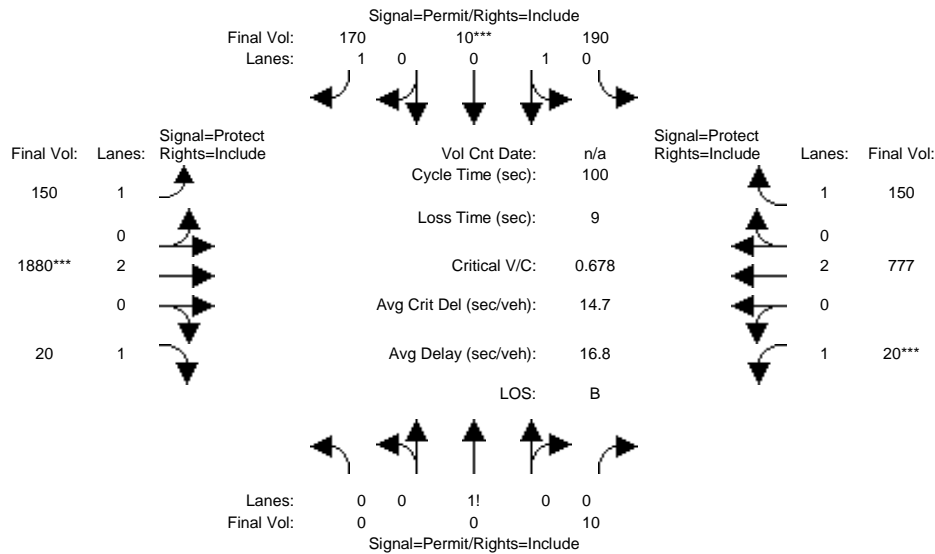 Signal=Permit/Rights=Include
Final Vol: 170 10*** 190
Lanes: 1 0 0 1 0
Signal=Protect Signal=Protect
Final Vol: Lanes: Rights=Include Vol Cnt Date: n/a Rights=Include Lanes: Final Vol:
Cycle Time (sec): 100
150 1 1 150
Loss Time (sec): 9
0 0
1880*** 2 Critical V/C: 0.678 2 777
0 Avg Crit Del (sec/veh): 14.7 0
20 1 Avg Delay (sec/veh): 16.8 1 20***
LOS: B
Lanes: 0 0 1! 0 0
Final Vol: 0 0 10
Signal=Permit/Rights=Include